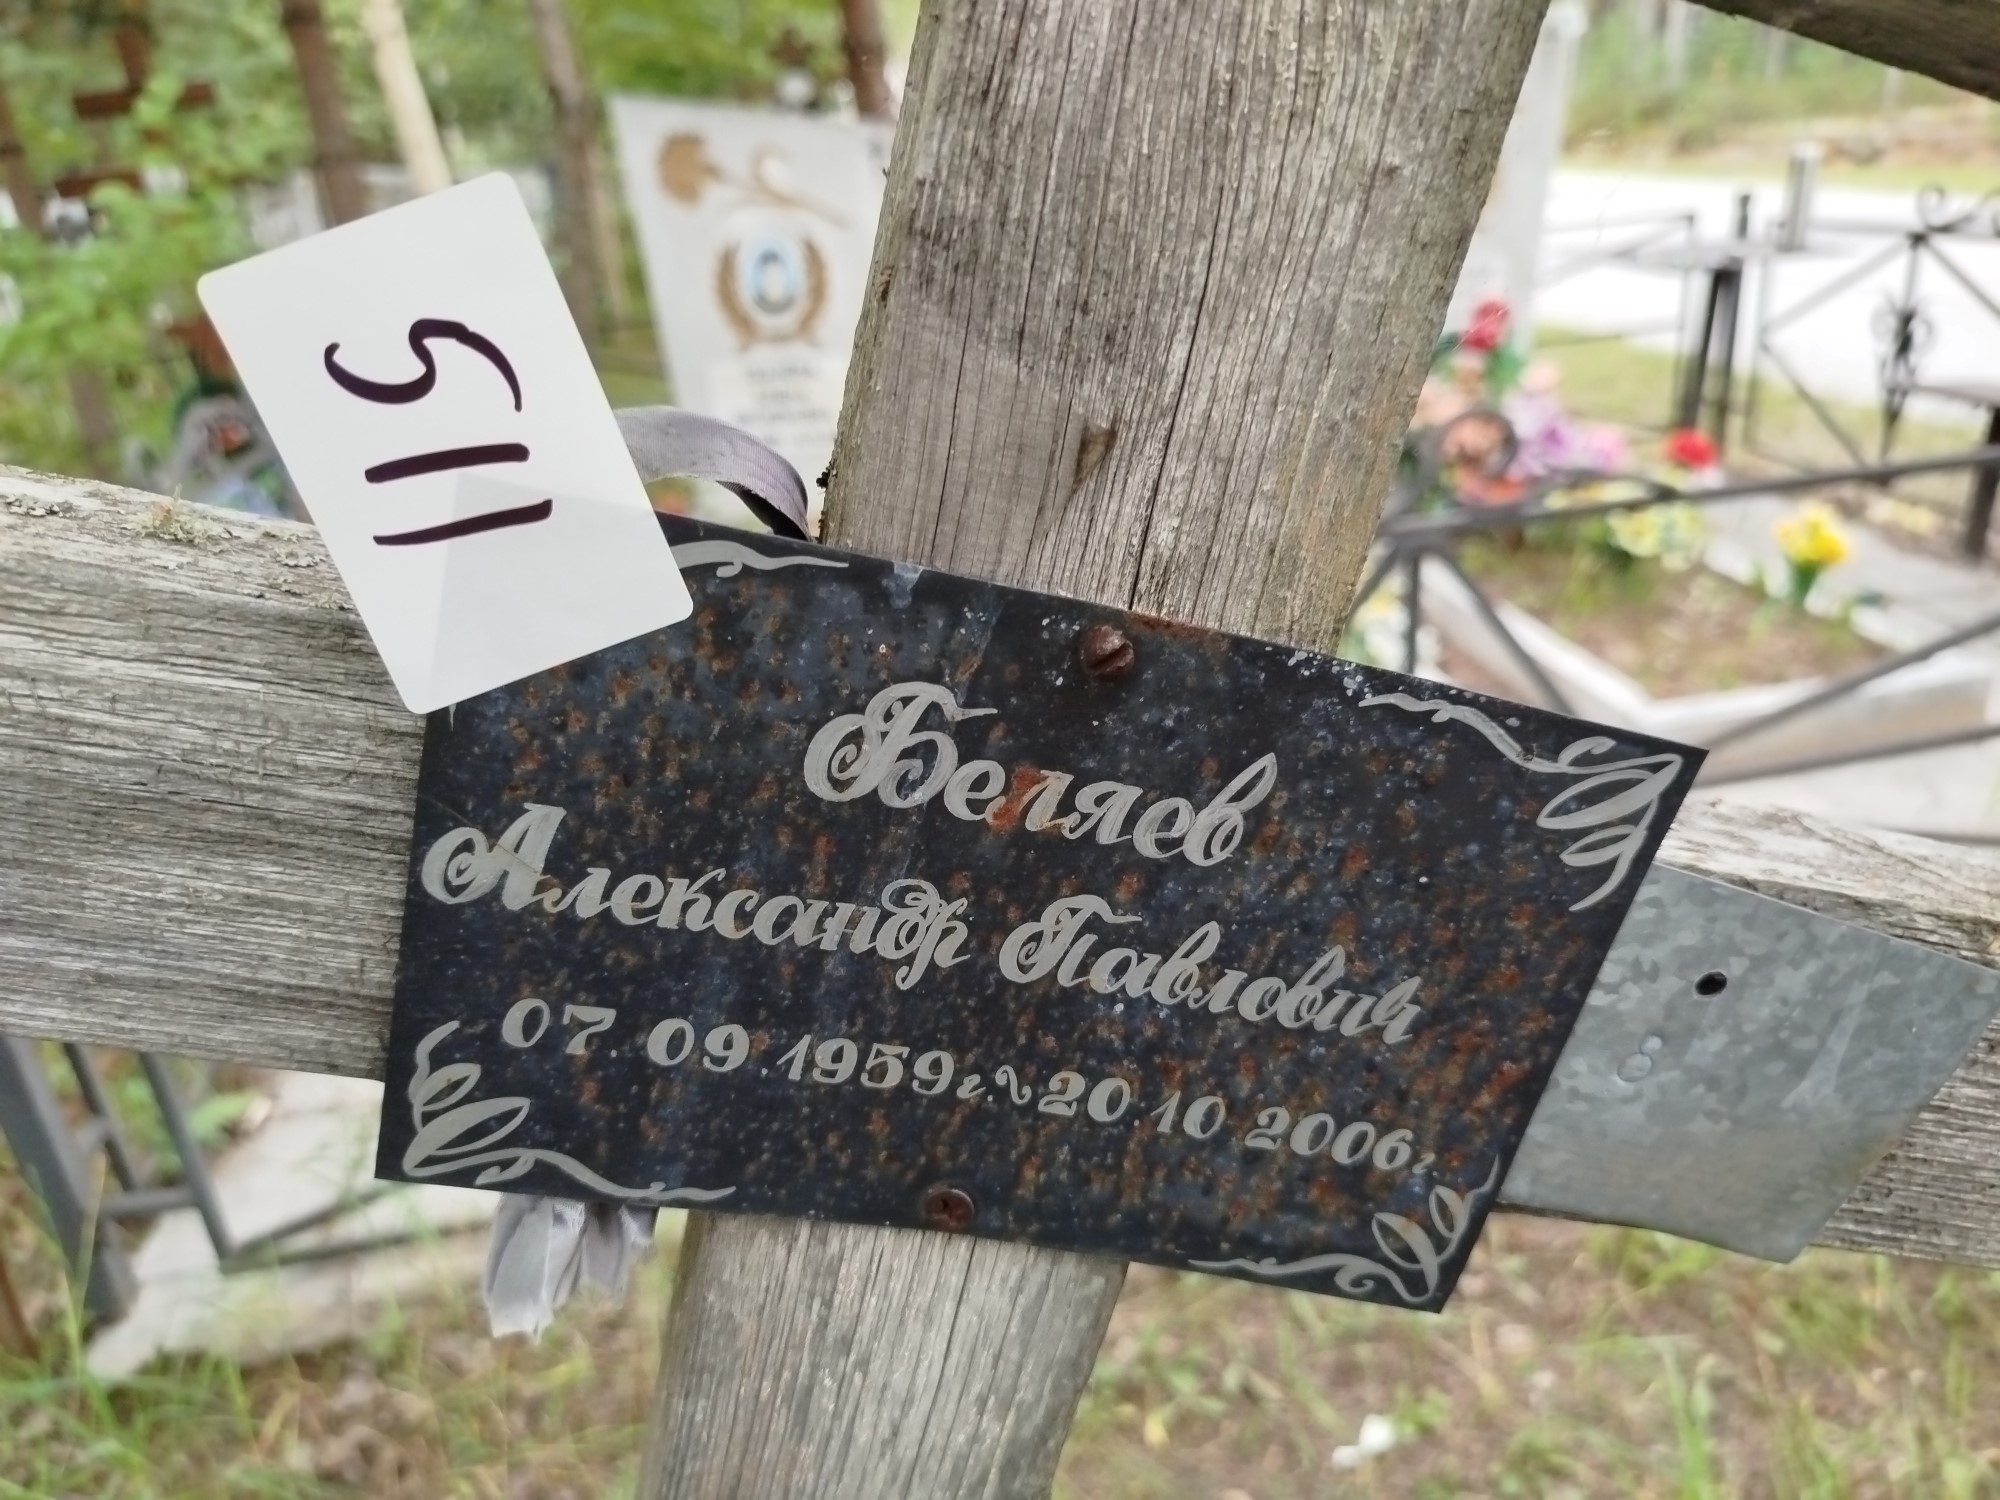 511
Беляев
Александр Павлович
07.09.1959г.~20.10.2006г